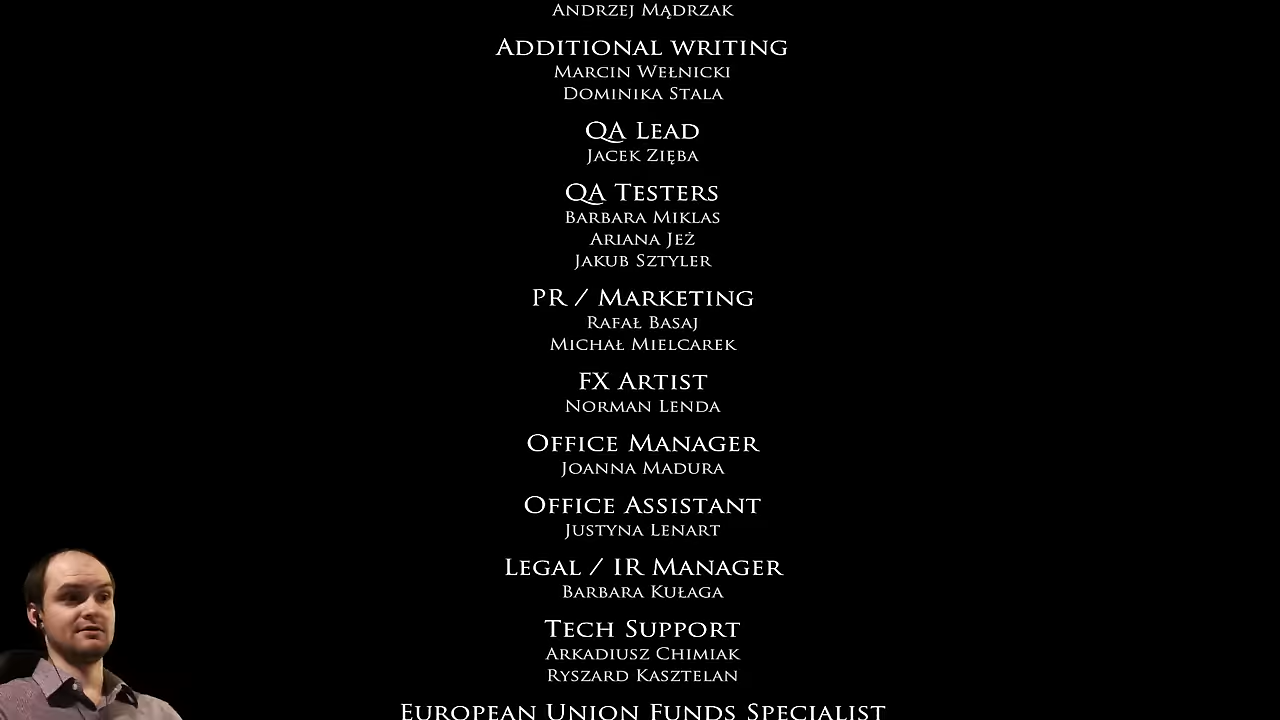 Andrzej Mądrzak
Additional writing
Marcin Wełnicki
Dominika Stala
QA Lead
Jacek Zięba
QA Testers
Barbara Miklas
Ariana Jeż
Jakub Sztyler
PR / Marketing
Rafał Basaj
Michał Mielcarek
FX Artist
Norman Lenda
Office Manager
Joanna Madura
Office Assistant
Justyna Lenart
Legal / IR Manager
Barbara Kułaga
Tech Support
Arkadiusz Chimiak
Ryszard Kasztelan
European Union Funds Specialist